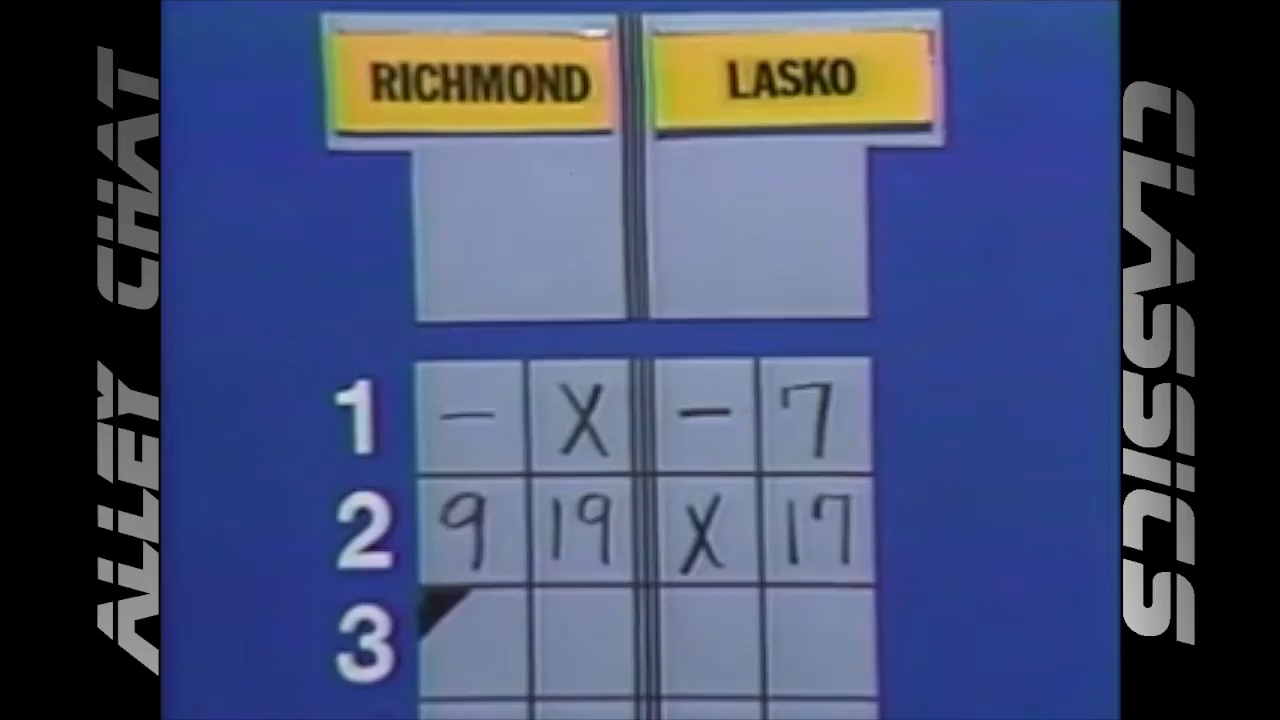 ALLEY CHAT
RICHMOND LASKO
1 – X – 7
2 9 19 X 17
3
CLASSICS